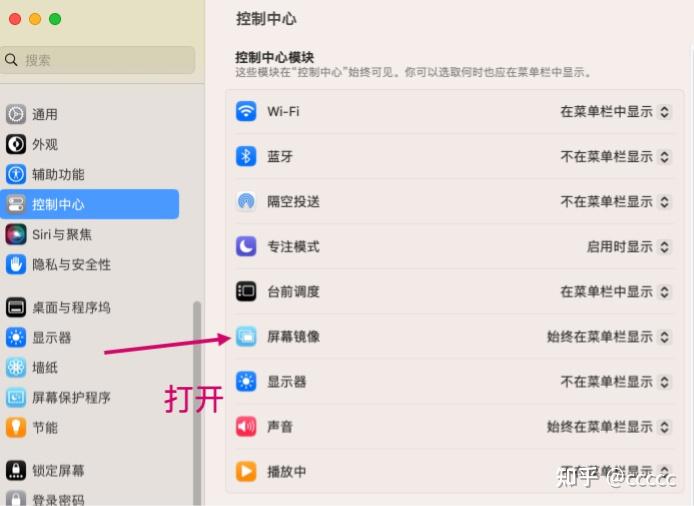 控制中心
搜索
控制中心模块
这些模块在“控制中心”始终可见。你可以选取何时也应在菜单栏中显示。
通用
外观
辅助功能
控制中心
Siri与聚焦
隐私与安全性
桌面与程序坞
显示器
墙纸
屏幕保护程序
节能
锁定屏幕
登录密码
Wi-Fi 在菜单栏中显示
蓝牙 不在菜单栏显示
隔空投送 不在菜单栏显示
专注模式 启用时显示
台前调度 在菜单栏中显示
屏幕镜像 始终在菜单栏显示
显示器 不在菜单栏显示
声音 始终在菜单栏显示
播放中 不在菜单栏显示
打开
知乎 @ccccc